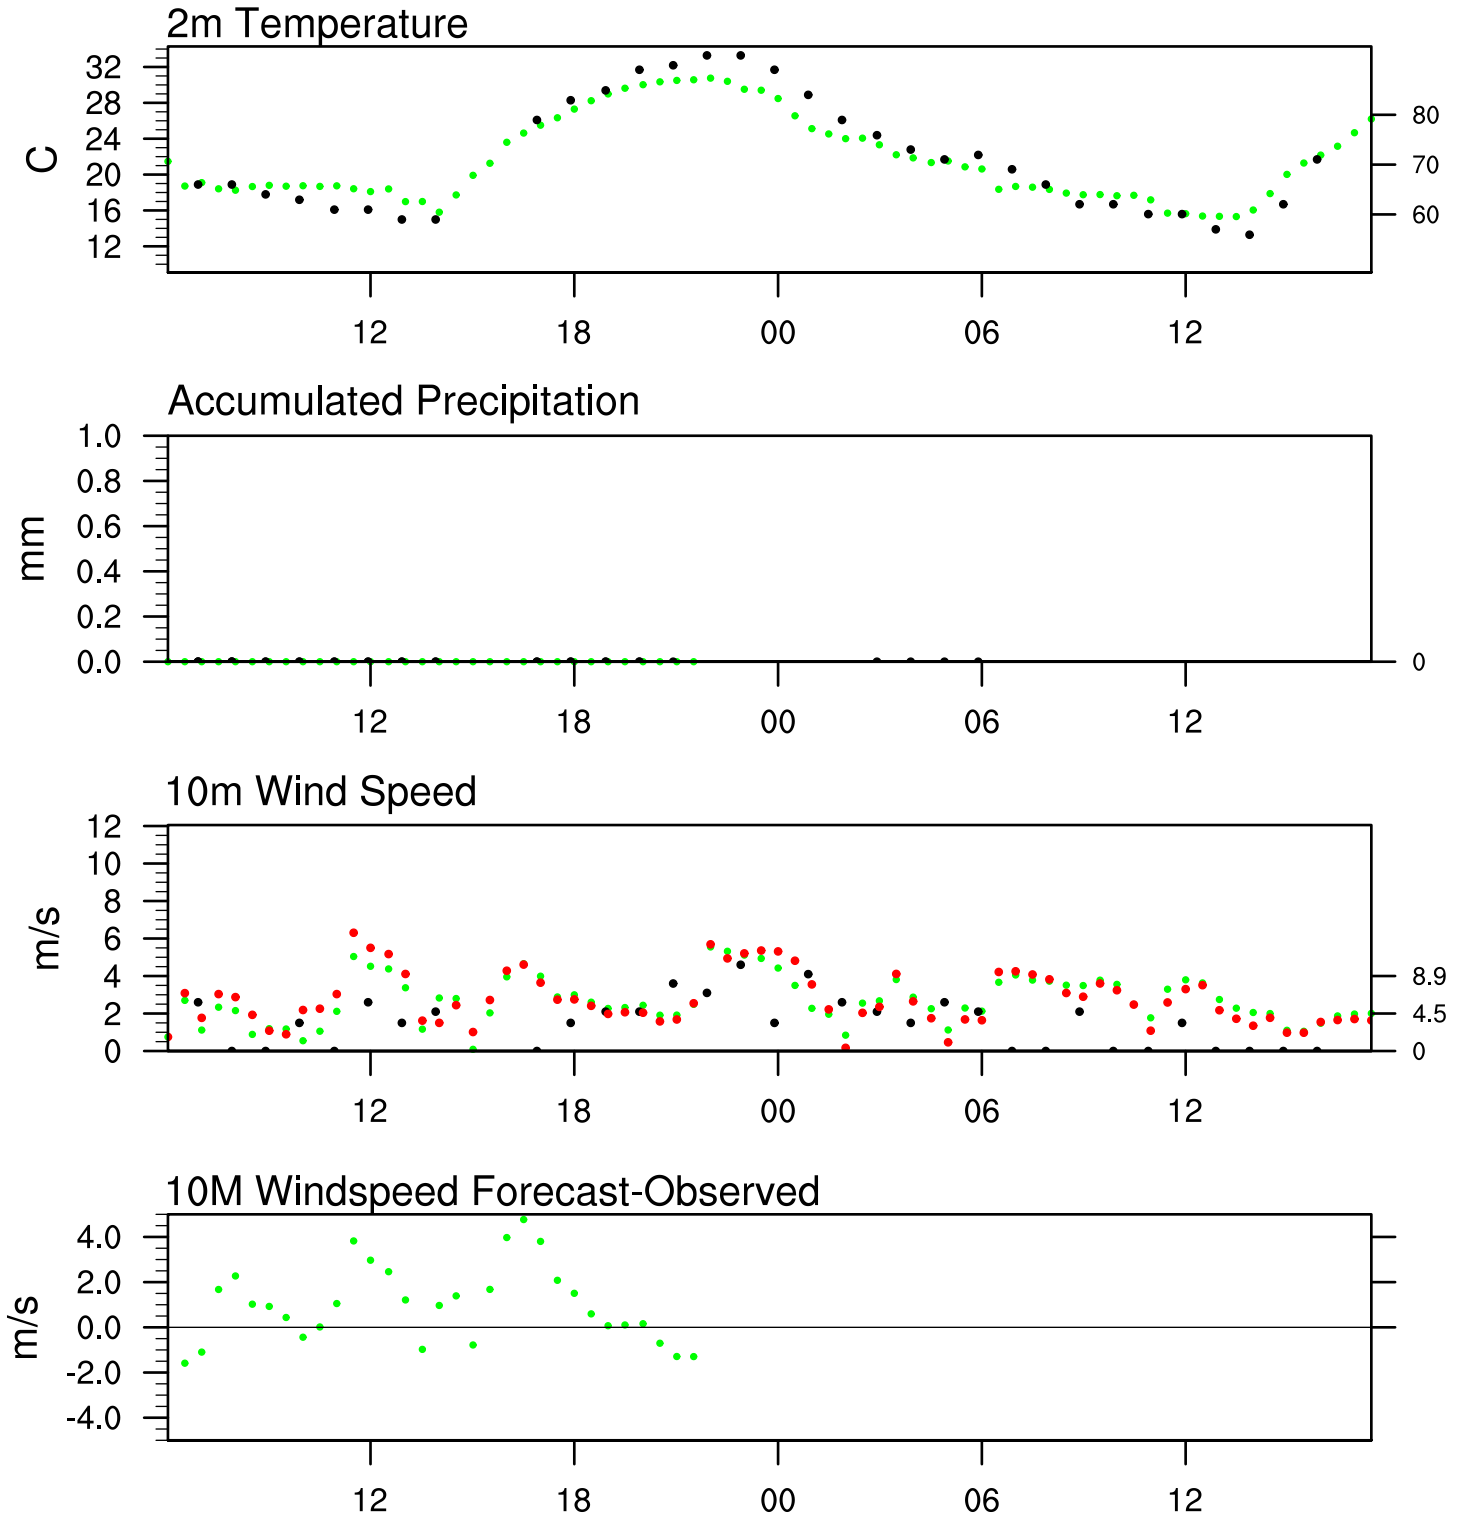 2m Temperature
32
28
80
24
C
20
70
16
60
12
12 18 00 06 12
Accumulated Precipitation
1.0
0.8
0.6
mm
0.4
0.2
0.0 0
12 18 00 06 12
10m Wind Speed
12
10
8
m/s
6
4 8.9
2 4.5
0 0
12 18 00 06 12
10M Windspeed Forecast-Observed
4.0
2.0
m/s
0.0
-2.0
-4.0
12 18 00 06 12